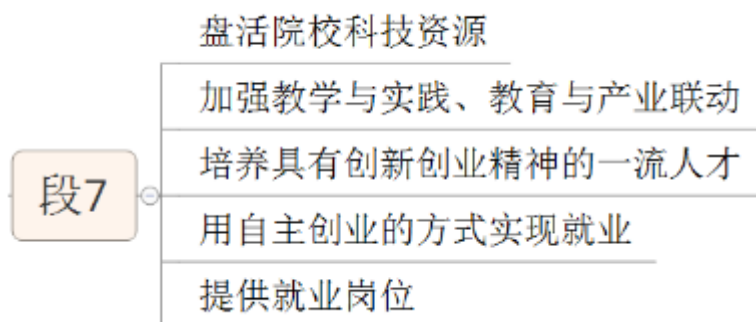 盘活院校科技资源
加强教学与实践、教育与产业联动
培养具有创新创业精神的一流人才
段7
用自主创业的方式实现就业
提供就业岗位